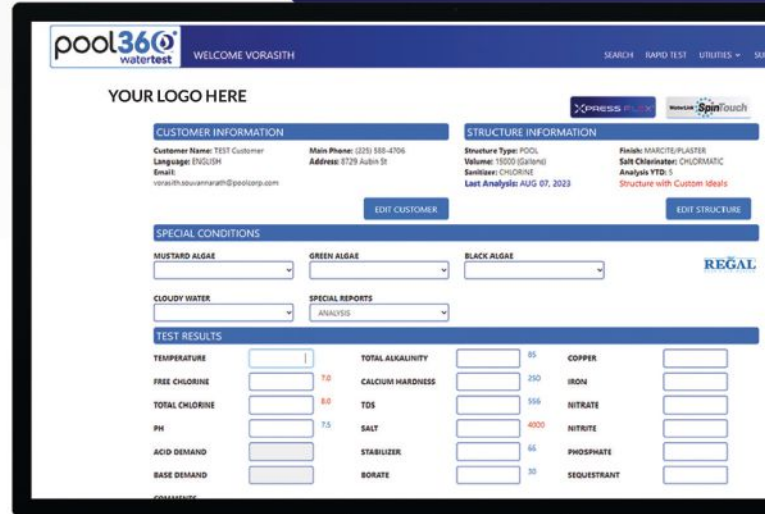 pool360
watertest
WELCOME VORASITH
SEARCH RAPID TEST UTILITIES
YOUR LOGO HERE
XPRESS FLEX
WaterLink SpinTouch
CUSTOMER INFORMATION
Customer Name: TEST Customer
Language: ENGLISH
Email:
vorasith.souvannarath@poolcorp.com
Main Phone: (225) 588-4706
Address: 8729 Aubin St
EDIT CUSTOMER
STRUCTURE INFORMATION
Structure Type: POOL
Volume: 15000 (Gallons)
Sanitizer: CHLORINE
Last Analysis: AUG 07, 2023
Finish: MARCITE/PLASTER
Salt Chlorinator: CHLORMATIC
Analysis YTD: 5
Structure with Custom Ideals
EDIT STRUCTURE
SPECIAL CONDITIONS
MUSTARD ALGAE
GREEN ALGAE
BLACK ALGAE
REGAL
CLOUDY WATER
SPECIAL REPORTS
ANALYSIS
TEST RESULTS
TEMPERATURE
TOTAL ALKALINITY 85
COPPER
FREE CHLORINE 7.0
CALCIUM HARDNESS 250
IRON
TOTAL CHLORINE 8.0
TDS 556
NITRATE
PH 7.5
SALT 4000
NITRITE
ACID DEMAND
STABILIZER 66
PHOSPHATE
BASE DEMAND
BORATE 30
SEQUESTRANT
COMMENTS